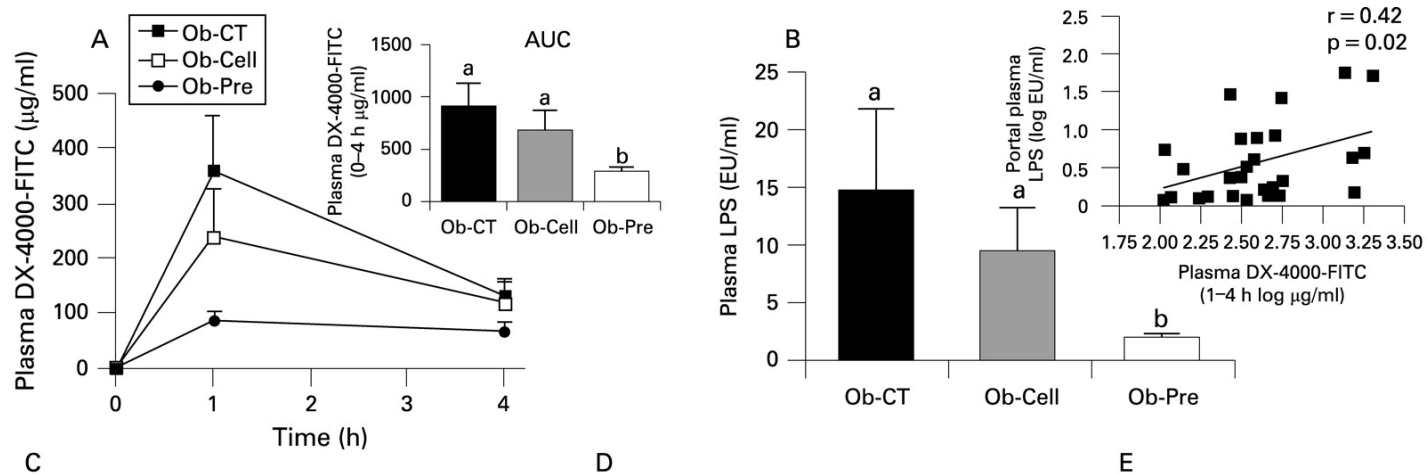 A
Ob-CT
Ob-Cell
Ob-Pre
Plasma DX-4000-FITC (µg/ml)
500
400
300
200
100
0
0 1 2 3 4
Time (h)
AUC
Plasma DX-4000-FITC
(0–4 h µg/ml)
1500
1000
500
0
a
a
b
Ob-CT Ob-Cell Ob-Pre
B
Plasma LPS (EU/ml)
25
20
15
10
5
0
a
a
b
Ob-CT Ob-Cell Ob-Pre
r = 0.42
p = 0.02
Portal plasma
LPS (log EU/ml)
2.5
2.0
1.5
1.0
0.5
0
1.75 2.00 2.25 2.50 2.75 3.00 3.25 3.50
Plasma DX-4000-FITC
(1–4 h log µg/ml)
C D E